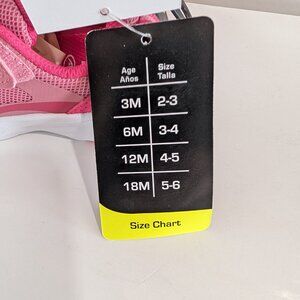 Age Size
Años Talla
3M 2-3
6M 3-4
12M 4-5
18M 5-6
Size Chart